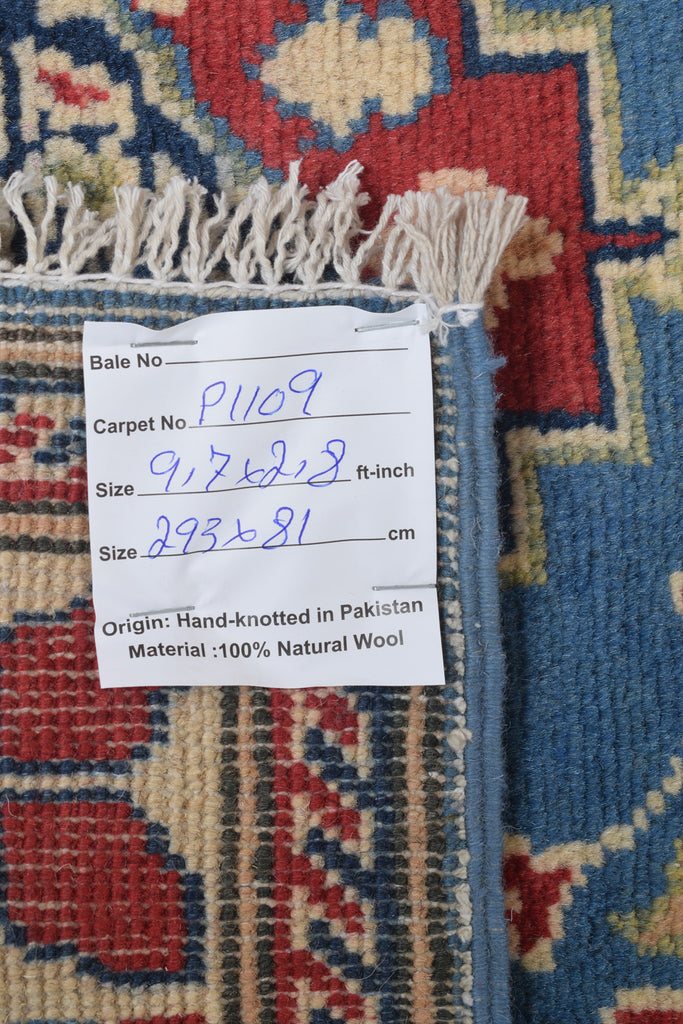 Bale No
Carpet No P1109
Size 9,7x2,8 ft-inch
Size 293x81 cm
Origin: Hand-knotted in Pakistan
Material :100% Natural Wool